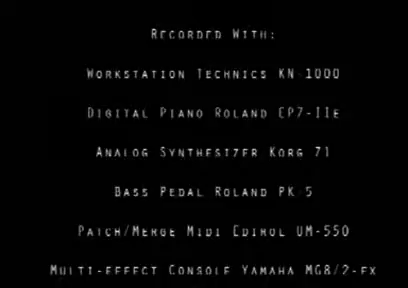 Recorded With:
Workstation Technics KN 1000
Digital Piano Roland EP7-IIe
Analog Synthesizer Korg 71
Bass Pedal Roland PK 5
Patch/Merge Midi Edirol UM-550
Multi-effect Console Yamaha MG8/2-fx